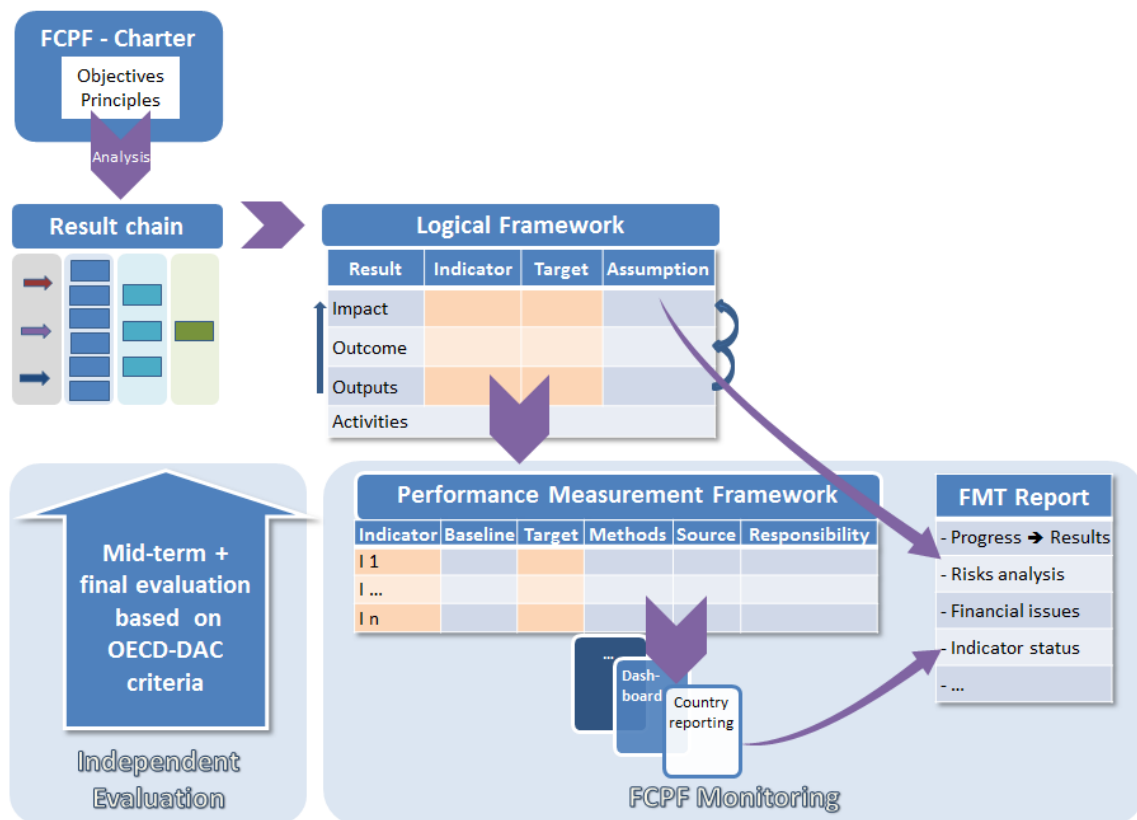 FCPF - Charter
Objectives
Principles
Analysis
Result chain
Logical Framework
Result Indicator Target Assumption
Impact
Outcome
Outputs
Activities
Mid-term +
final evaluation
based on
OECD-DAC
criteria
Independent
Evaluation
Performance Measurement Framework
Indicator Baseline Target Methods Source Responsibility
I 1
I ...
I n
...
Dash-
board
Country
reporting
FMT Report
- Progress ➔ Results
- Risks analysis
- Financial issues
- Indicator status
- ...
FCPF Monitoring